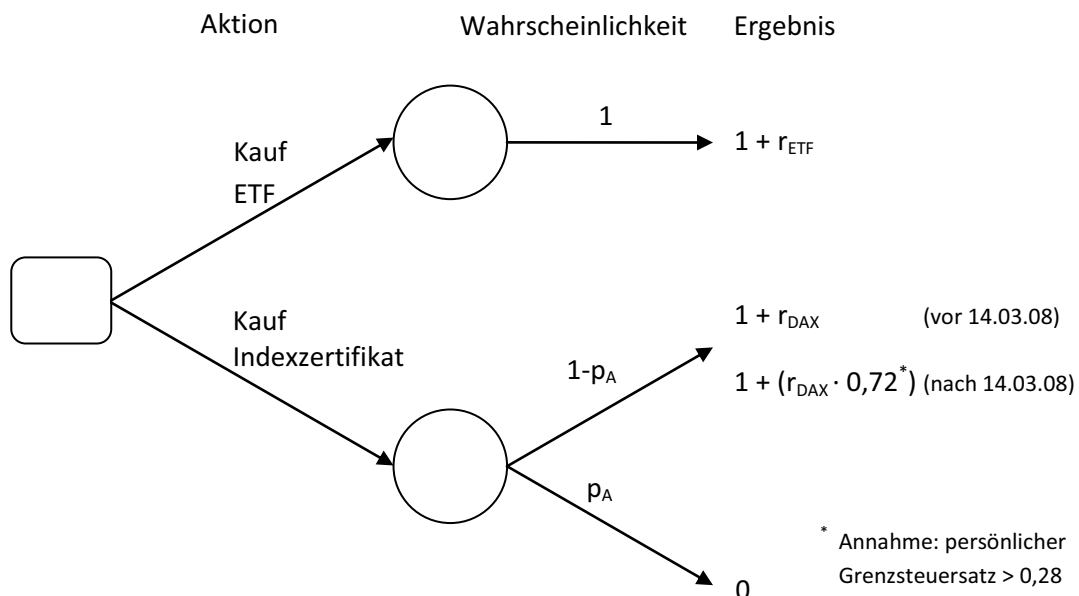 Aktion Wahrscheinlichkeit Ergebnis
1
1 + r_ETF
Kauf
ETF
Kauf
Indexzertifikat
1 + r_DAX (vor 14.03.08)
1-p_A
1 + (r_DAX · 0,72*) (nach 14.03.08)
p_A
0
* Annahme: persönlicher
Grenzsteuersatz > 0,28